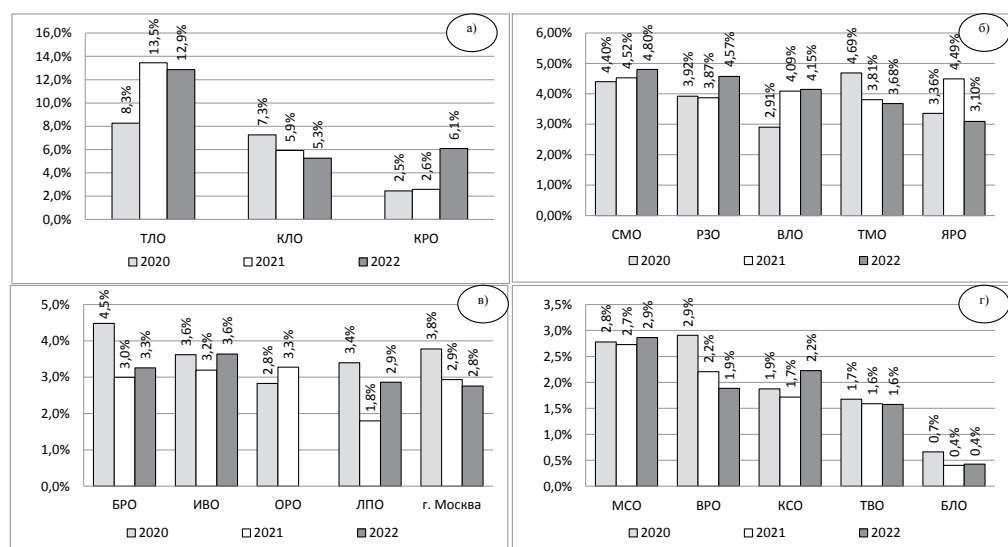 а)
16,0%
14,0%
12,0%
10,0%
8,0%
6,0%
4,0%
2,0%
0,0%
8,3% 13,5% 12,9%
7,3% 5,9% 5,3%
2,5% 2,6% 6,1%
ТЛО КЛО КРО
2020 2021 2022
б)
6,00%
5,00%
4,00%
3,00%
2,00%
1,00%
0,00%
4,40% 4,52% 4,80%
3,92% 3,87% 4,57%
2,91% 4,09% 4,15%
4,69% 3,81% 3,68%
3,36% 4,49% 3,10%
СМО РЗО ВЛО ТМО ЯРО
2020 2021 2022
в)
5,0%
4,0%
3,0%
2,0%
1,0%
0,0%
4,5% 3,0% 3,3%
3,6% 3,2% 3,6%
2,8% 3,3%
3,4% 1,8% 2,9%
3,8% 2,9% 2,8%
БРО ИВО ОРО ЛПО г. Москва
2020 2021 2022
г)
3,5%
3,0%
2,5%
2,0%
1,5%
1,0%
0,5%
0,0%
2,8% 2,7% 2,9%
2,9% 2,2% 1,9%
1,9% 1,7% 2,2%
1,7% 1,6% 1,6%
0,7% 0,4% 0,4%
МСО ВРО КСО ТВО БЛО
2020 2021 2022